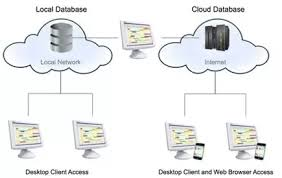 Local Database
Cloud Database
Local Network
Internet
Desktop Client Access
Desktop Client and Web Browser Access